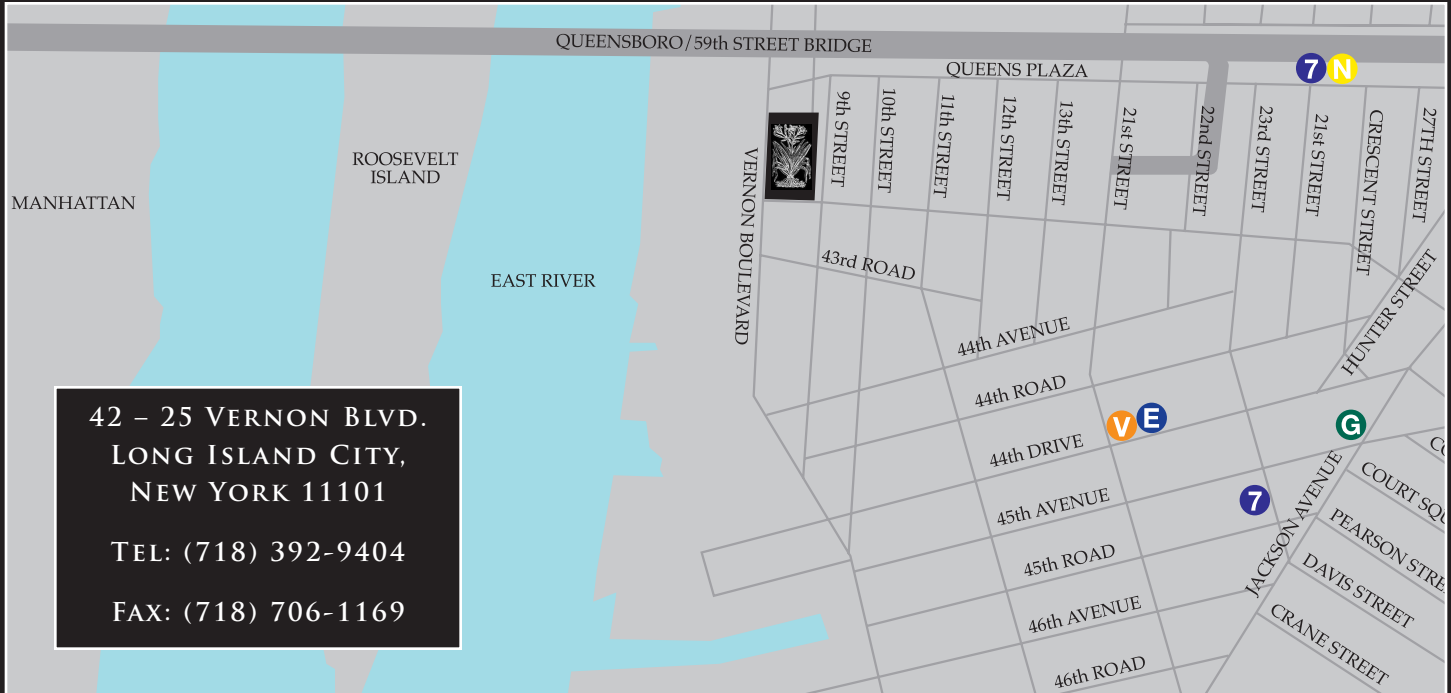 QUEENSBORO/59th STREET BRIDGE
QUEENS PLAZA
7 N
9th STREET
10th STREET
11th STREET
12th STREET
13th STREET
21st STREET
22nd STREET
23rd STREET
21st STREET
CRESCENT STREET
27TH STREET
MANHATTAN
ROOSEVELT
ISLAND
EAST RIVER
VERNON BOULEVARD
43rd ROAD
HUNTER STREET
44th AVENUE
44th ROAD
V E
G
44th DRIVE
45th AVENUE
7
JACKSON AVENUE
COURT SQU
PEARSON STREE
DAVIS STREET
CRANE STREET
45th ROAD
46th AVENUE
46th ROAD
42 – 25 VERNON BLVD.
LONG ISLAND CITY,
NEW YORK 11101
TEL: (718) 392-9404
FAX: (718) 706-1169